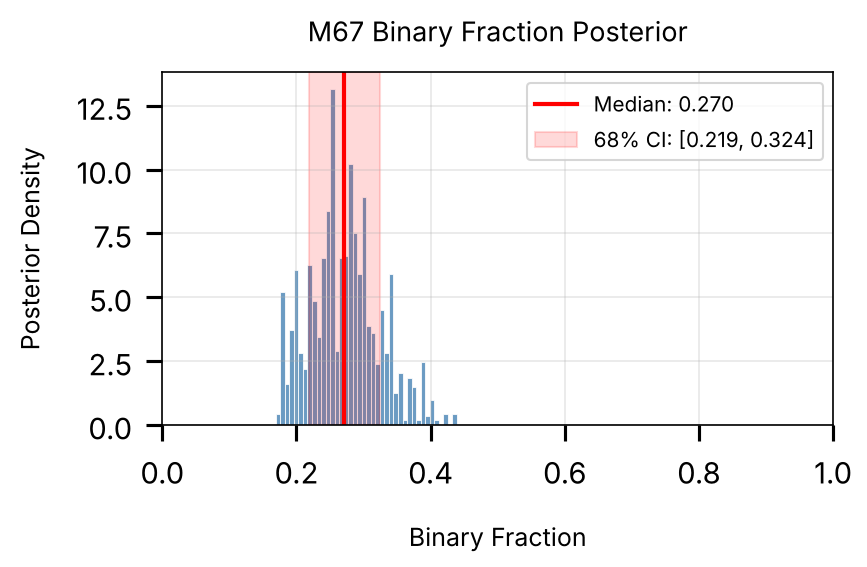 M67 Binary Fraction Posterior
Median: 0.270
68% CI: [0.219, 0.324]
Posterior Density
12.5
10.0
7.5
5.0
2.5
0.0
0.0 0.2 0.4 0.6 0.8 1.0
Binary Fraction